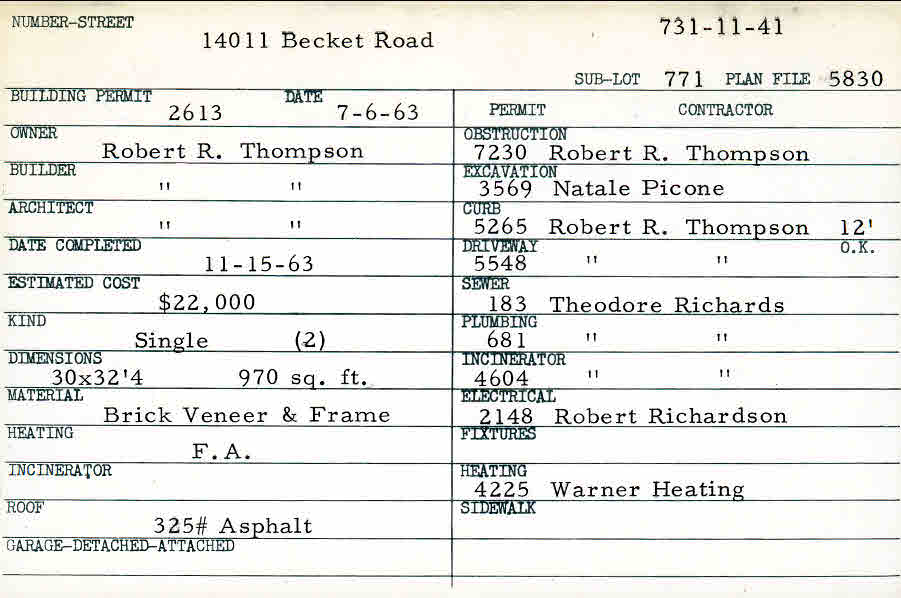 NUMBER-STREET
14011 Becket Road
731-11-41
SUB-LOT 771 PLAN FILE 5830
BUILDING PERMIT 2613 DATE 7-6-63
OWNER
Robert R. Thompson
BUILDER
" "
ARCHITECT
" "
DATE COMPLETED
11-15-63
ESTIMATED COST
$22,000
KIND
Single (2)
DIMENSIONS
30x32'4 970 sq. ft.
MATERIAL
Brick Veneer & Frame
HEATING
F.A.
INCINERATOR
ROOF
325# Asphalt
GARAGE-DETACHED-ATTACHED
PERMIT CONTRACTOR
OBSTRUCTION
7230 Robert R. Thompson
EXCAVATION
3569 Natale Picone
CURB
5265 Robert R. Thompson 12'
DRIVEWAY O.K.
5548 " "
SEWER
183 Theodore Richards
PLUMBING
681 " "
INCINERATOR
4604 " "
ELECTRICAL
2148 Robert Richardson
FIXTURES
HEATING
4225 Warner Heating
SIDEWALK